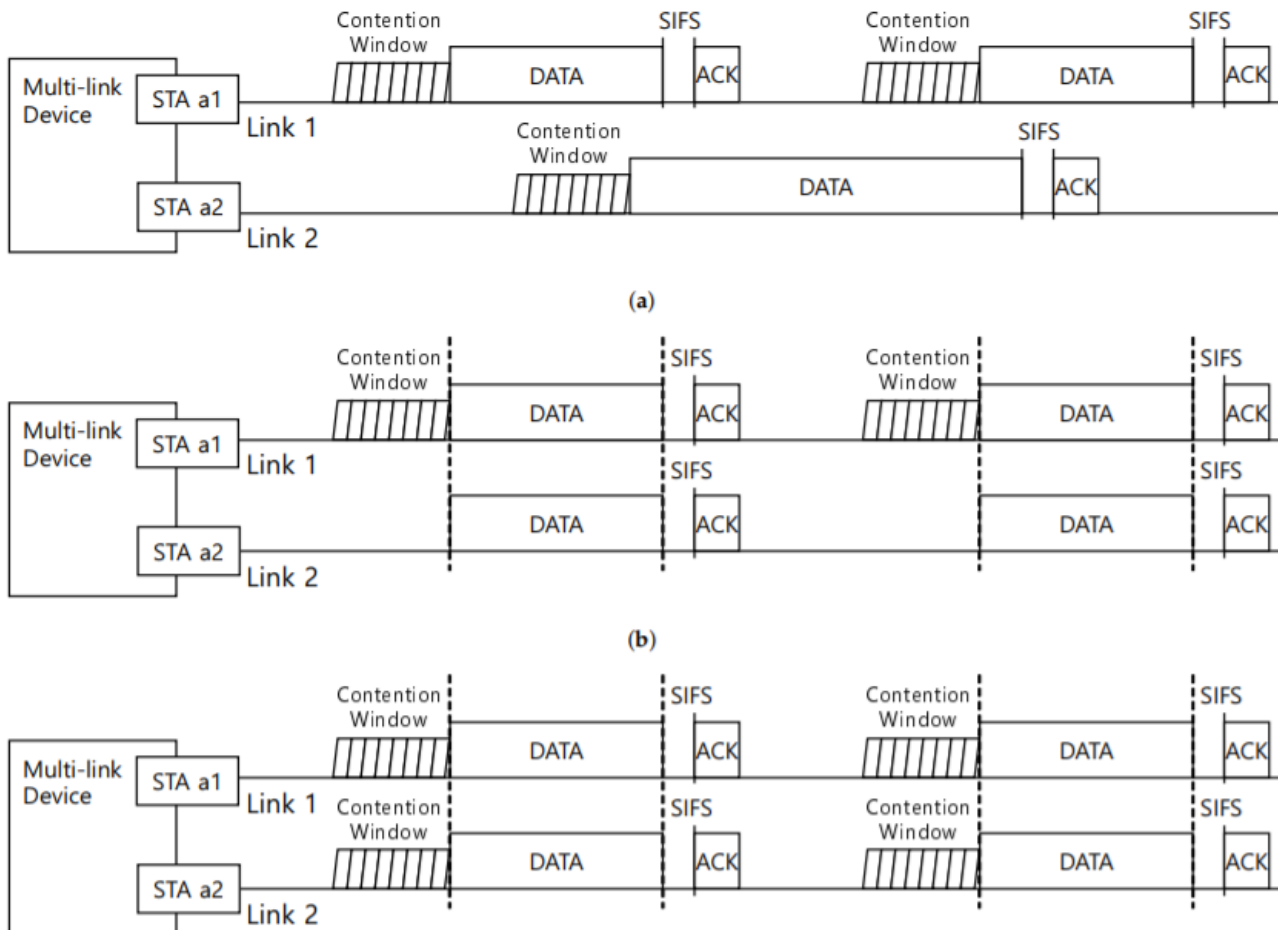 Contention
Window
SIFS
Contention
Window
SIFS
Multi-link
Device
STA a1
DATA
ACK
DATA
ACK
Link 1
Contention
Window
SIFS
STA a2
DATA
ACK
Link 2
(a)
Contention
Window
SIFS
Contention
Window
SIFS
Multi-link
Device
STA a1
DATA
ACK
DATA
ACK
Link 1
SIFS
SIFS
STA a2
DATA
ACK
DATA
ACK
Link 2
(b)
Contention
Window
SIFS
Contention
Window
SIFS
Multi-link
Device
STA a1
DATA
ACK
DATA
ACK
Link 1
Contention
Window
SIFS
Contention
Window
SIFS
STA a2
DATA
ACK
DATA
ACK
Link 2